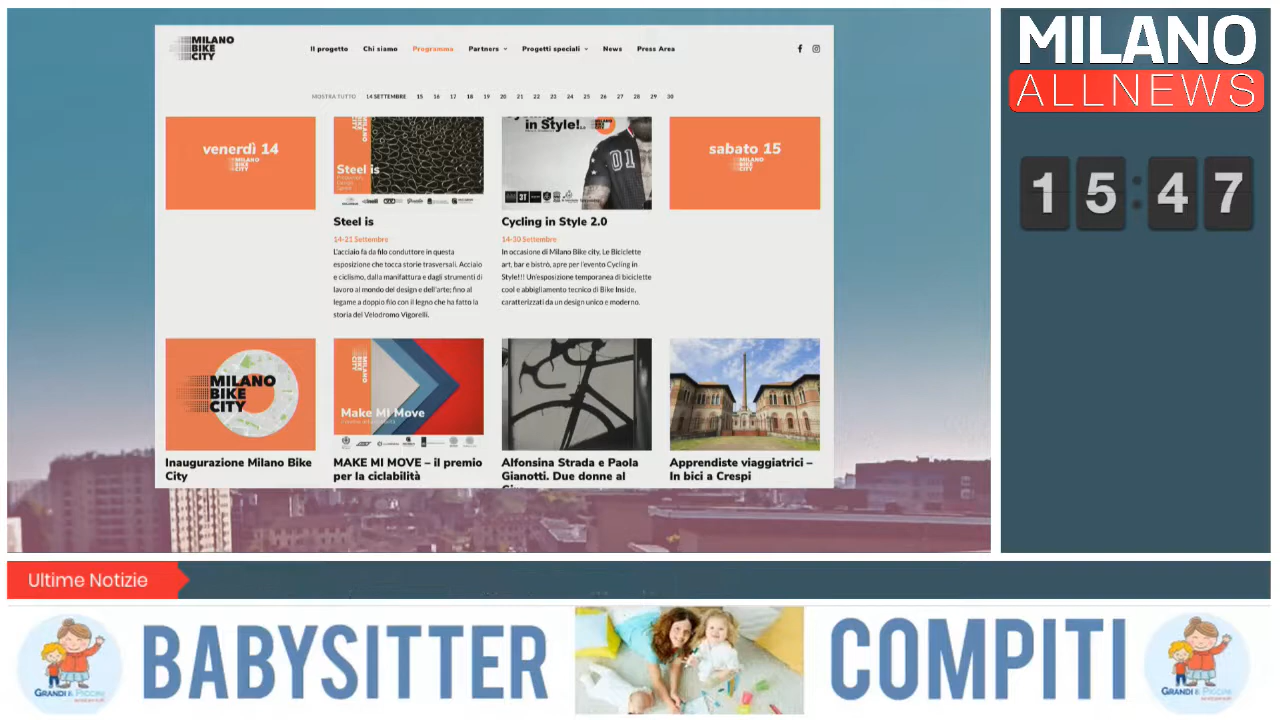 MILANO
BIKE
CITY
Il progetto
Chi siamo
Programma
Partners
Progetti speciali
News
Press Area
MOSTRA TUTTO
14 SETTEMBRE
15
16
17
18
19
20
21
22
23
24
25
26
27
28
29
30
venerdì 14
MILANO
BIKE
CITY
Steel is
in Style!
01
sabato 15
MILANO
BIKE
CITY
Steel is
14-21 Settembre
L'acciaio fa da filo conduttore in questa
esposizione che tocca storie trasversali. Acciaio
e ciclismo, dalla manifattura e dagli strumenti di
lavoro al mondo del design e dell'arte; fino al
legame a doppio filo con il legno che ha fatto la
storia del Velodromo Vigorelli.
Cycling in Style 2.0
14-30 Settembre
In occasione di Milano Bike city, Le Biciclette
art, bar e bistrò, apre per l'evento Cycling in
Style!!! Un'esposizione temporanea di biciclette
cool e abbigliamento tecnico di Bike Inside,
caratterizzati da un design unico e moderno.
MILANO
BIKE
CITY
Make MI Move
Inaugurazione Milano Bike
City
MAKE MI MOVE – il premio
per la ciclabilità
Alfonsina Strada e Paola
Gianotti. Due donne al
Apprendiste viaggiatrici –
In bici a Crespi
MILANO
ALLNEWS
15:47
Ultime Notizie
GRANDI E PICCINI
BABYSITTER
COMPITI
GRANDI E PICCINI